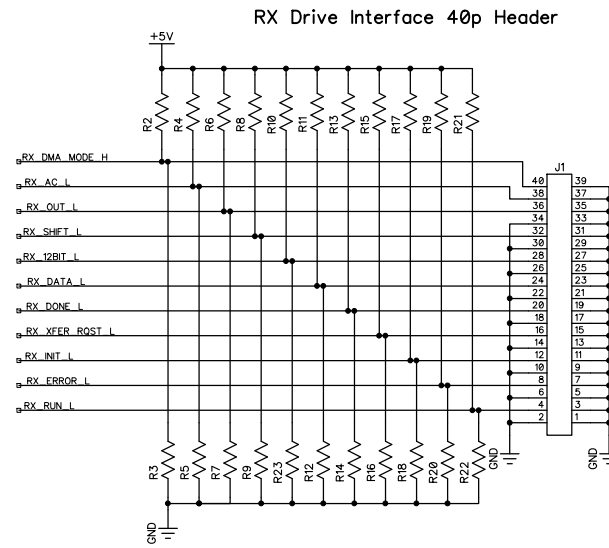 RX Drive Interface 40p Header
+5V
R2 R4 R6 R8 R10 R11 R13 R15 R17 R19 R21
RX_DMA_MODE_H
RX_AC_L
RX_OUT_L
RX_SHIFT_L
RX_12BIT_L
RX_DATA_L
RX_DONE_L
RX_XFER_RQST_L
RX_INIT_L
RX_ERROR_L
RX_RUN_L
J1
40 39
38 37
36 35
34 33
32 31
30 29
28 27
26 25
24 23
22 21
20 19
18 17
16 15
14 13
12 11
10 9
8 7
6 5
4 3
2 1
R3 R5 R7 R9 R23 R12 R14 R16 R18 R20 R22
GND GND
GND